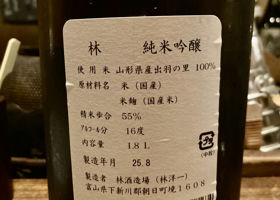 林　純米吟醸
使用米 山形県産出羽の里 100%
原材料名 米（国産）
米麹（国産米）
精米歩合 55%
アルコール分 16度
内容量 1.8L
製造年月 25.8
製造者 林酒造場（林洋一）
富山県下新川郡朝日町境1608